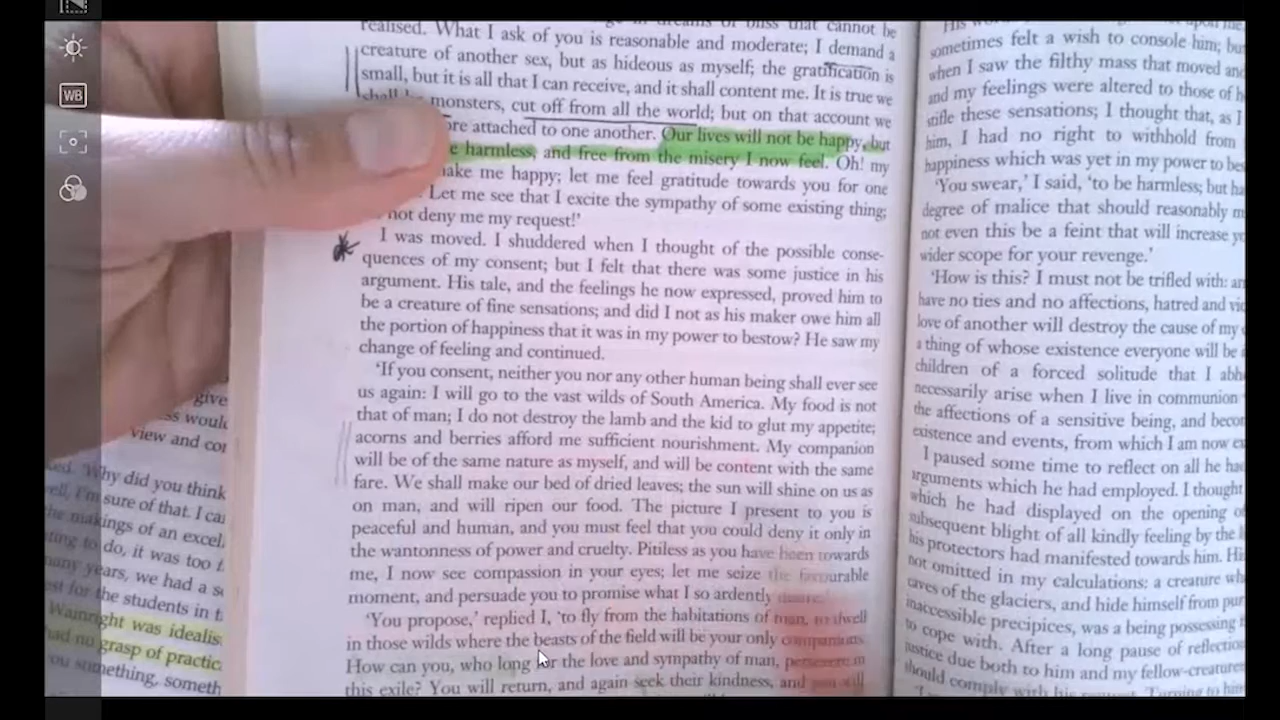 WB
realised. What I ask of you is reasonable and moderate; I demand a
creature of another sex, but as hideous as myself; the gratification is
small, but it is all that I can receive, and it shall content me. It is true we
shall be monsters, cut off from all the world; but on that account we
attached to one another. Our lives will not be happy, but
harmless, and free from the misery I now feel. Oh! my
make me happy; let me feel gratitude towards you for one
Let me see that I excite the sympathy of some existing thing;
not deny me my request!'
I was moved. I shuddered when I thought of the possible conse-
quences of my consent; but I felt that there was some justice in his
argument. His tale, and the feelings he now expressed, proved him to
be a creature of fine sensations; and did I not as his maker owe him all
the portion of happiness that it was in my power to bestow? He saw my
change of feeling and continued.
'If you consent, neither you nor any other human being shall ever see
us again: I will go to the vast wilds of South America. My food is not
that of man; I do not destroy the lamb and the kid to glut my appetite;
acorns and berries afford me sufficient nourishment. My companion
will be of the same nature as myself, and will be content with the same
fare. We shall make our bed of dried leaves; the sun will shine on us as
on man, and will ripen our food. The picture I present to you is
peaceful and human, and you must feel that you could deny it only in
the wantonness of power and cruelty. Pitiless as you have been towards
me, I now see compassion in your eyes; let me seize the favourable
moment, and persuade you to promise what I so ardently desire.'
'You propose,' replied I, 'to fly from the habitations of man, to dwell
in those wilds where the beasts of the field will be your only companions.
How can you, who long for the love and sympathy of man, persevere in
this exile? You will return, and again seek their kindness, and you will
sometimes felt a wish to console him; but
when I saw the filthy mass that moved and
and my feelings were altered to those of h
stifle these sensations; I thought that, as I
him, I had no right to withhold from
happiness which was yet in my power to bes
'You swear,' I said, 'to be harmless; but ha
degree of malice that should reasonably m
not even this be a feint that will increase yo
wider scope for your revenge.'
'How is this? I must not be trifled with: an
have no ties and no affections, hatred and vic
love of another will destroy the cause of my
a thing of whose existence everyone will be
children of a forced solitude that I abh
necessarily arise when I live in communion
the affections of a sensitive being, and becom
existence and events, from which I am now ex
I paused some time to reflect on all he ha
arguments which he had employed. I thought
which he had displayed on the opening of
subsequent blight of all kindly feeling by the
his protectors had manifested towards him. His
not omitted in my calculations: a creature wh
caves of the glaciers, and hide himself from pur
inaccessible precipices, was a being possessing
to cope with. After a long pause of reflection
justice due both to him and my fellow-creature
should comply with his request. Turning to him
give
would
view and con
Why did you think
well, I'm sure of that. I can
the makings of an excel
ting to do, it was too
many years, we had a
est for the students in
Wainright was idealis
had no grasp of practic
you something, someth